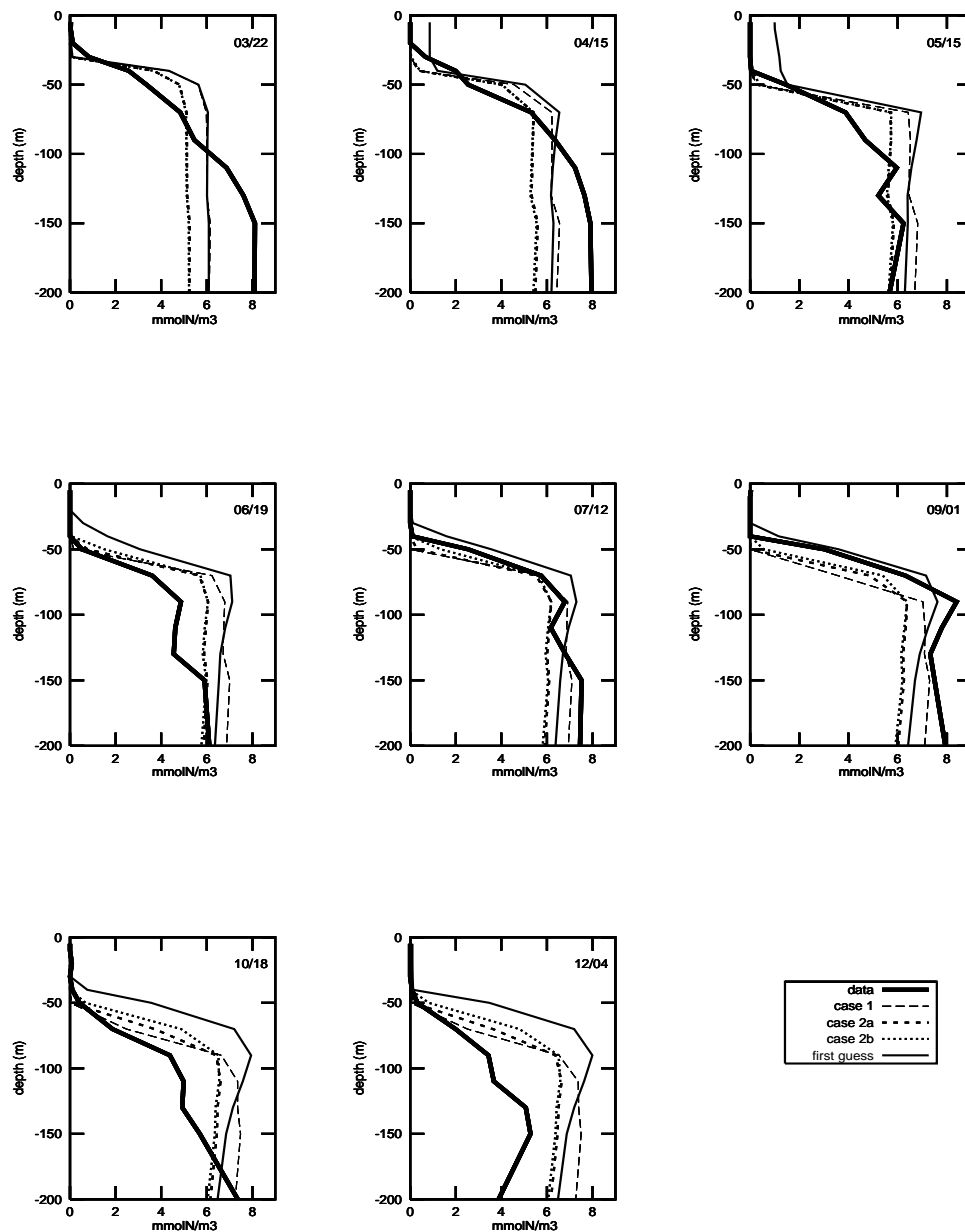 0
-50
-100
-150
-200
depth (m)
03/22
0 2 4 6 8
mmolN/m3
0
-50
-100
-150
-200
depth (m)
04/15
0 2 4 6 8
mmolN/m3
0
-50
-100
-150
-200
depth (m)
05/15
0 2 4 6 8
mmolN/m3
0
-50
-100
-150
-200
depth (m)
06/19
0 2 4 6 8
mmolN/m3
0
-50
-100
-150
-200
depth (m)
07/12
0 2 4 6 8
mmolN/m3
0
-50
-100
-150
-200
depth (m)
09/01
0 2 4 6 8
mmolN/m3
0
-50
-100
-150
-200
depth (m)
10/18
0 2 4 6 8
mmolN/m3
0
-50
-100
-150
-200
depth (m)
12/04
0 2 4 6 8
mmolN/m3
data
case 1
case 2a
case 2b
first guess